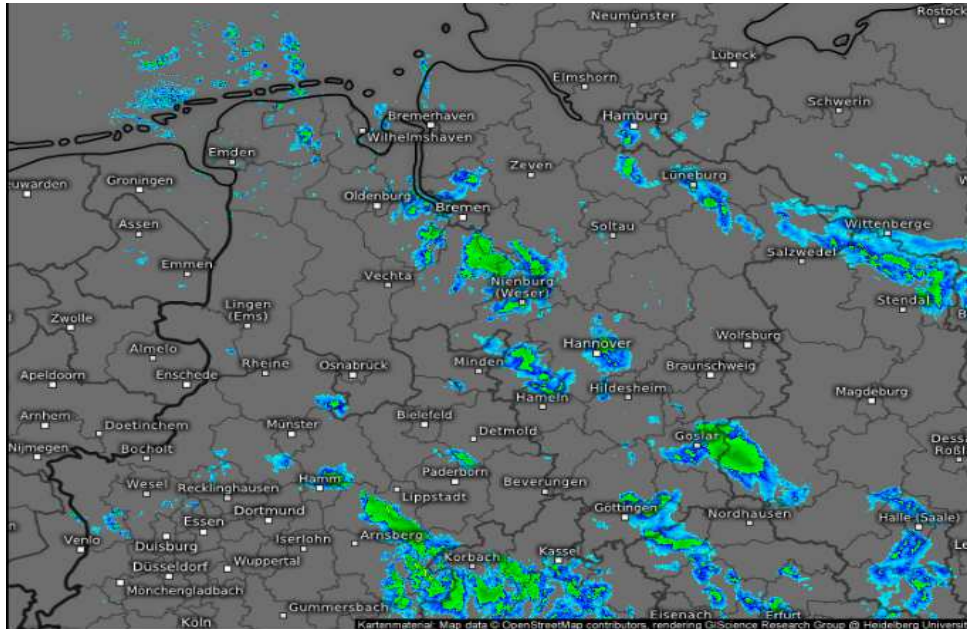 Rostock
Neumünster
Lübeck
Elmshorn
Schwerin
Hamburg
Bremerhaven
Wilhelmshaven
Emden
Zeven
Groningen
Lüneburg
Oldenburg
Bremen
Assen
Soltau
Wittenberge
Salzwedel
Emmen
Vechta
Nienburg
(Weser)
Stendal
Lingen
(Ems)
Zwolle
Wolfsburg
Hannover
Almelo
Rheine
Osnabrück
Minden
Braunschweig
Apeldoorn
Enschede
Hildesheim
Magdeburg
Hameln
Arnhem
Doetinchem
Münster
Bielefeld
Detmold
Goslar
Nijmegen
Bocholt
Paderborn
Wesel
Recklinghausen
Hamm
Lippstadt
Beverungen
Dortmund
Göttingen
Nordhausen
Essen
Halle (Saale)
Venlo
Duisburg
Iserlohn
Arnsberg
Korbach
Kassel
Düsseldorf
Wuppertal
Mönchengladbach
Gummersbach
Eisenach
Erfurt
Köln
Kartenmaterial: Map data © OpenStreetMap contributors, rendering GIScience Research Group @ Heidelberg Universit